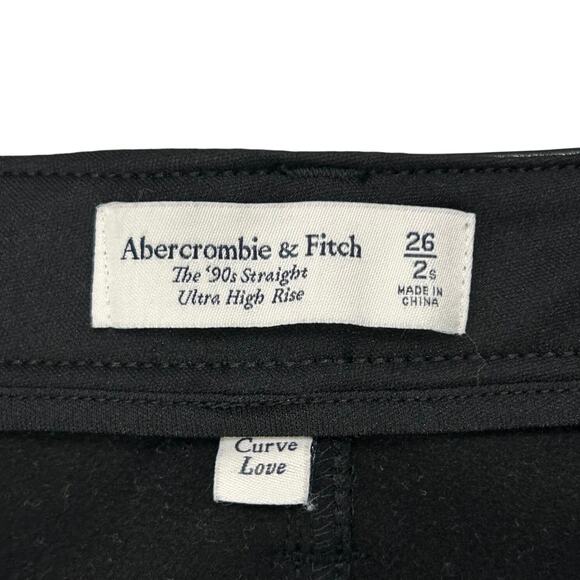 Abercrombie & Fitch
The '90s Straight
Ultra High Rise
26
2s
MADE IN
CHINA
Curve
Love